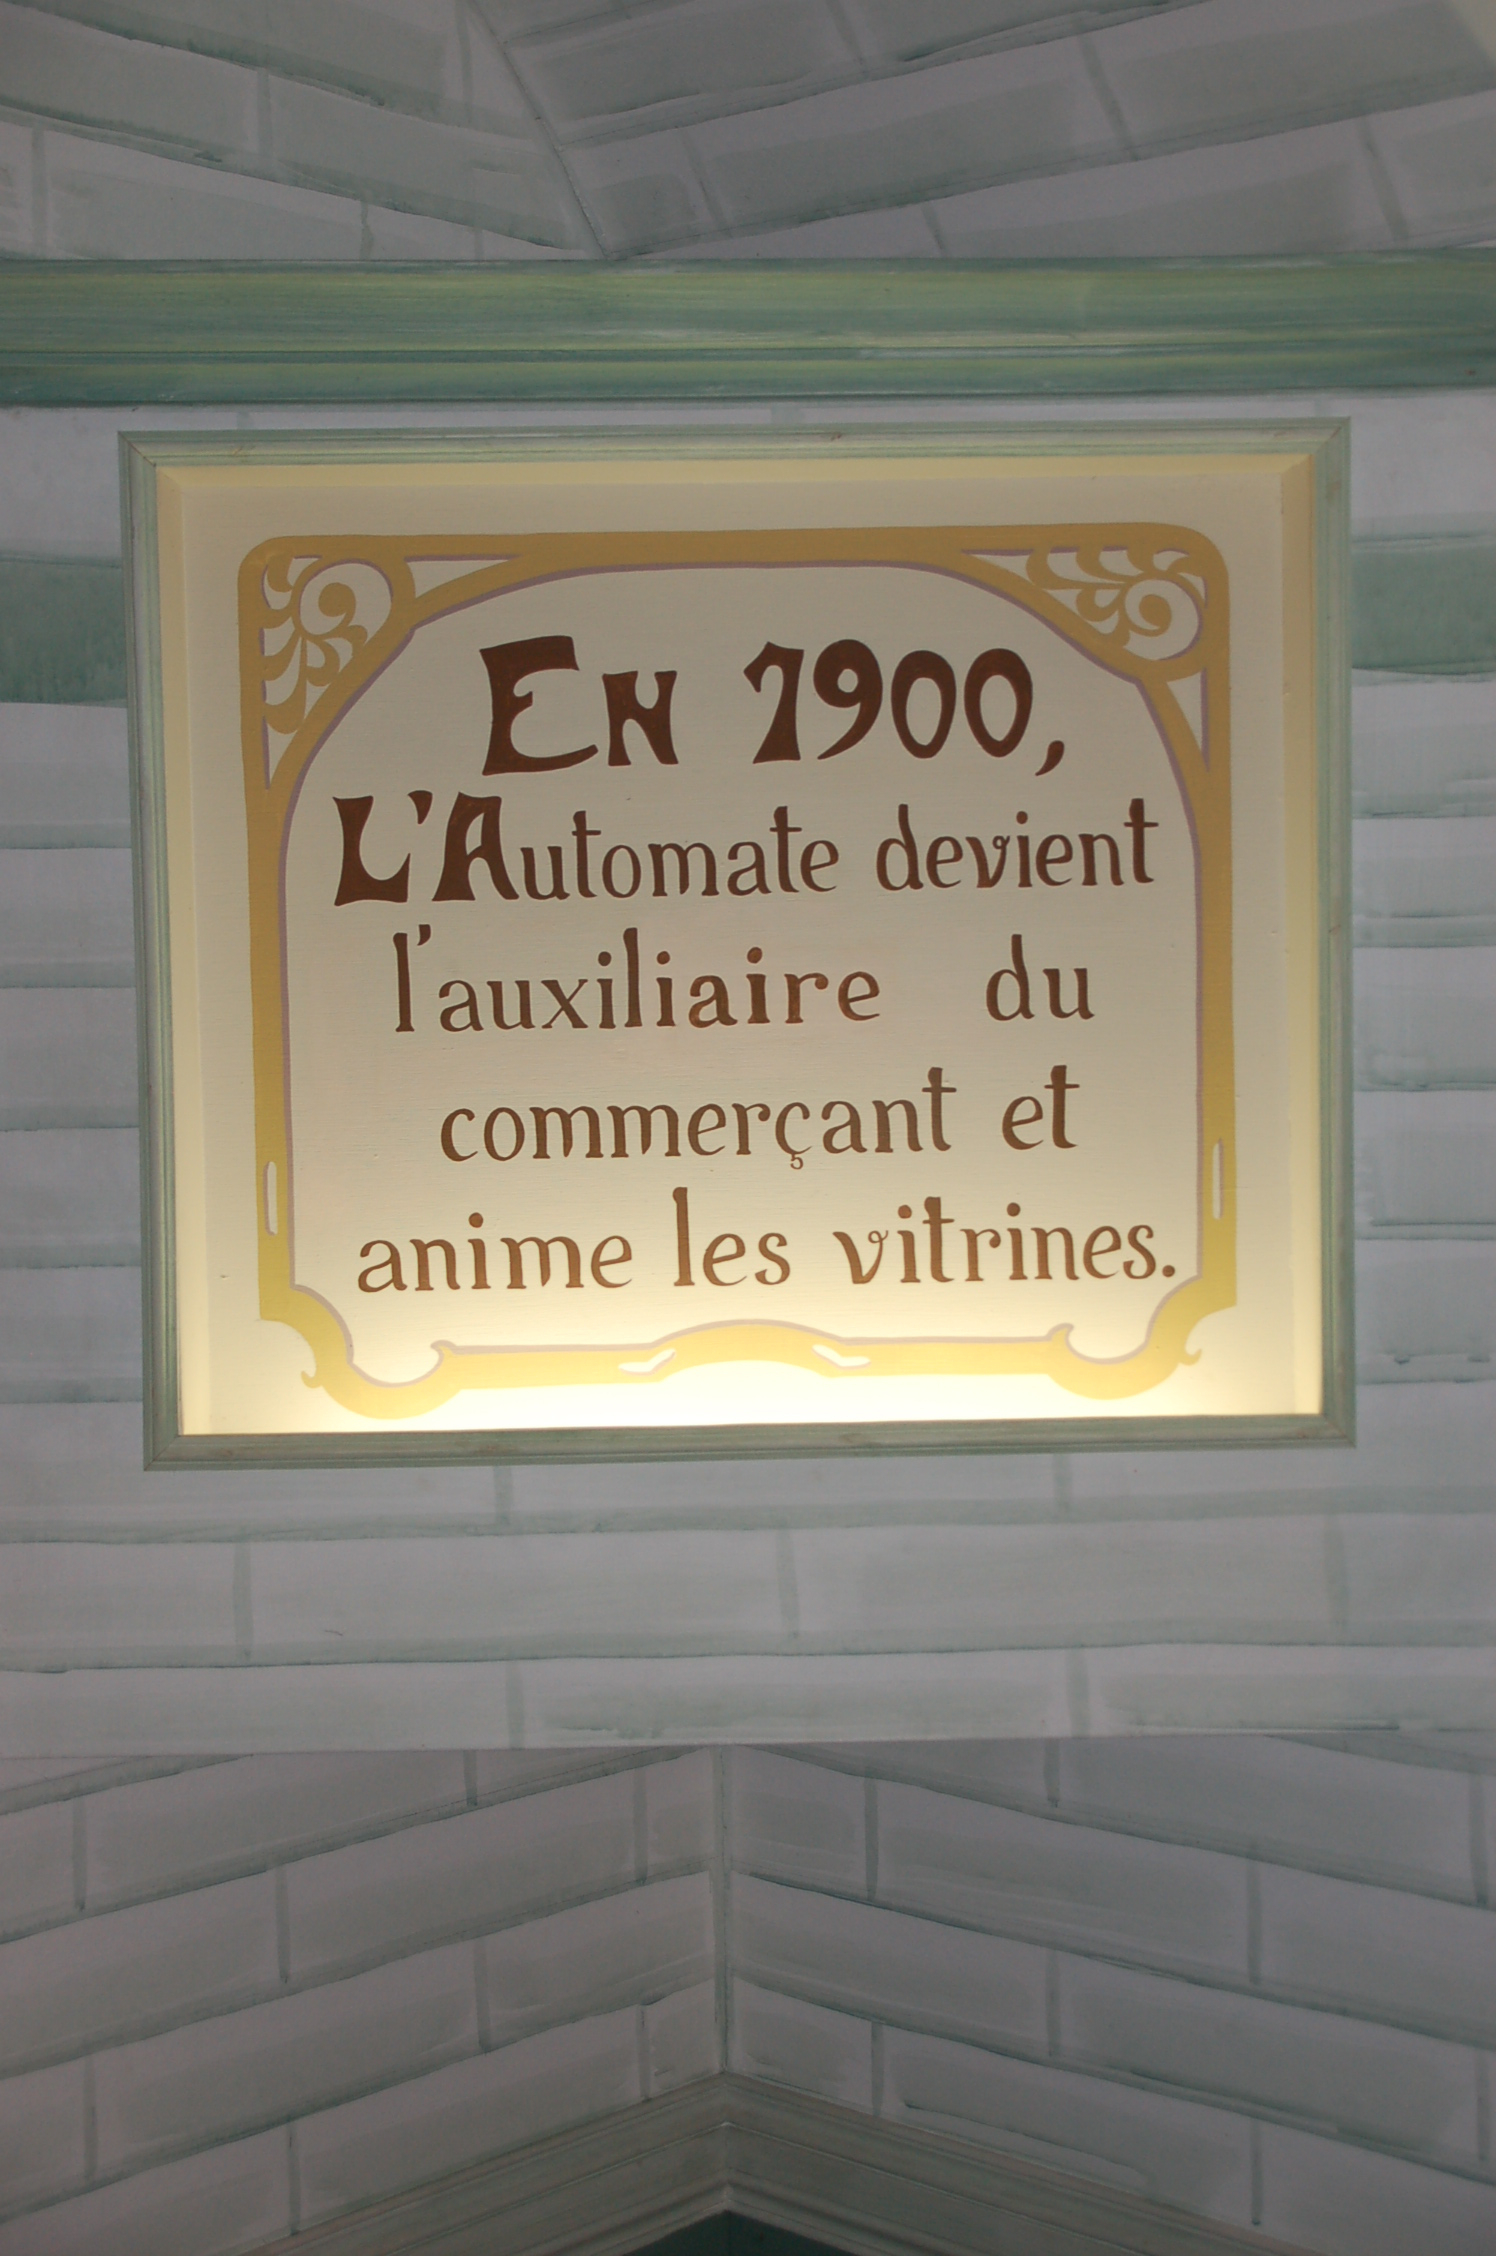 En 1900,
L'Automate devient
l'auxiliaire du
commerçant et
anime les vitrines.